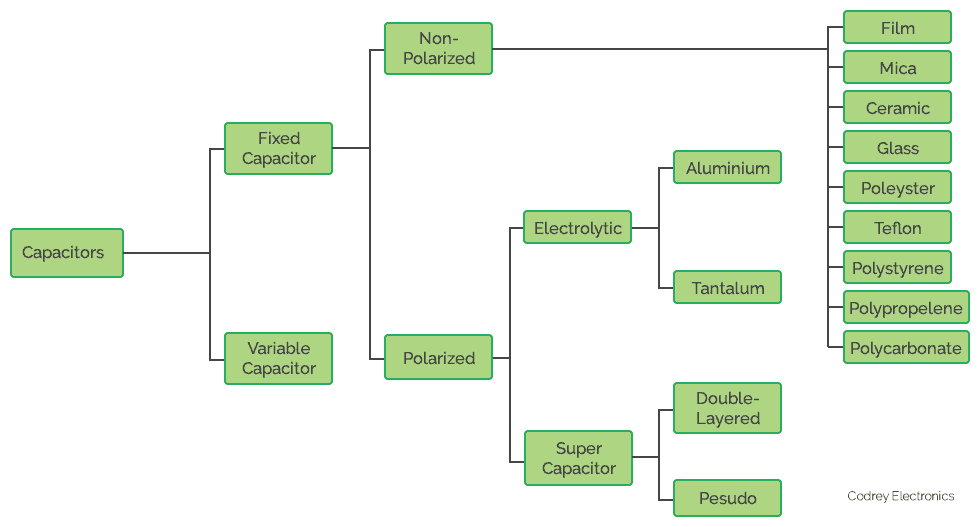 Capacitors
Fixed
Capacitor
Variable
Capacitor
Non-
Polarized
Polarized
Electrolytic
Super
Capacitor
Aluminium
Tantalum
Double-
Layered
Pesudo
Film
Mica
Ceramic
Glass
Poleyster
Teflon
Polystyrene
Polypropelene
Polycarbonate
Codrey Electronics